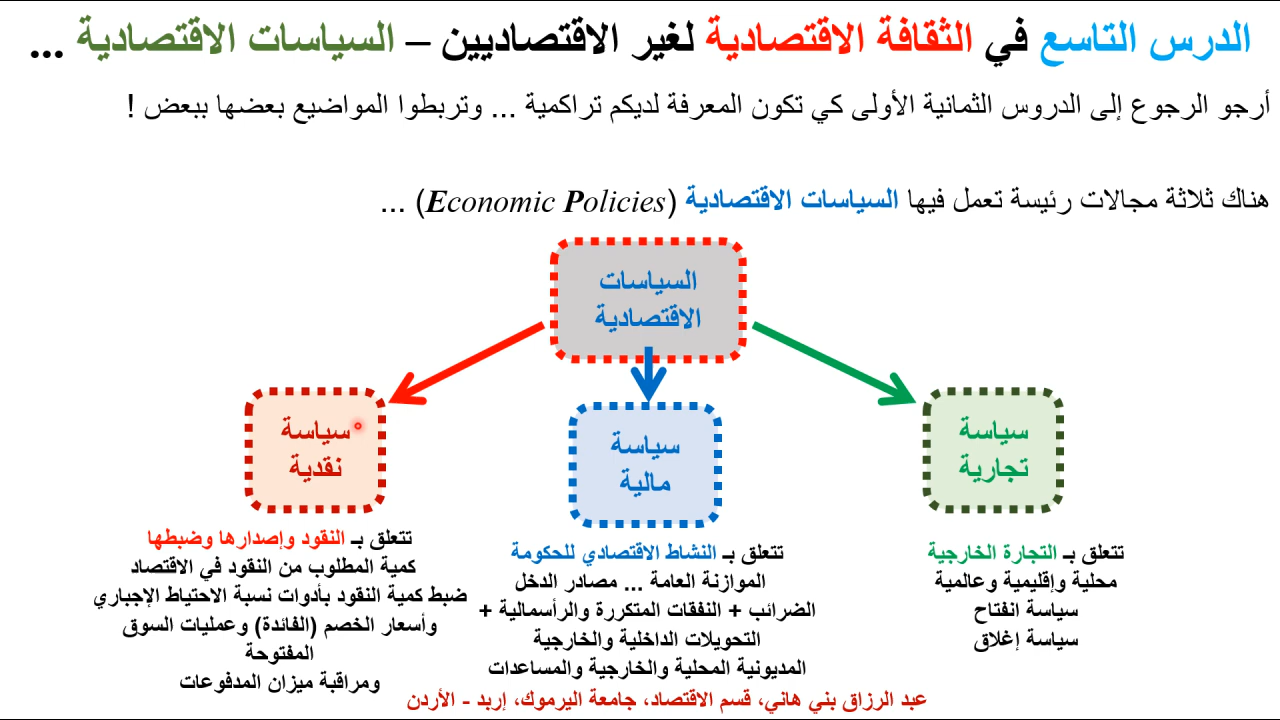 الدرس التاسع في الثقافة الاقتصادية لغير الاقتصاديين – السياسات الاقتصادية ...
أرجو الرجوع إلى الدروس الثمانية الأولى كي تكون المعرفة لديكم تراكمية ... وتربطوا المواضيع بعضها ببعض !
هناك ثلاثة مجالات رئيسة تعمل فيها السياسات الاقتصادية (Economic Policies) ...
السياسات
الاقتصادية
سياسة
تجارية
تتعلق بـ التجارة الخارجية
محلية وإقليمية وعالمية
سياسة انفتاح
سياسة إغلاق
سياسة
مالية
تتعلق بـ النشاط الاقتصادي للحكومة
الموازنة العامة ... مصادر الدخل
الضرائب + النفقات المتكررة والرأسمالية +
التحويلات الداخلية والخارجية
المديونية المحلية والخارجية والمساعدات
سياسة
نقدية
تتعلق بـ النقود وإصدارها وضبطها
كمية المطلوب من النقود في الاقتصاد
ضبط كمية النقود بأدوات نسبة الاحتياط الإجباري
وأسعار الخصم (الفائدة) وعمليات السوق
المفتوحة
ومراقبة ميزان المدفوعات
عبد الرزاق بني هاني، قسم الاقتصاد، جامعة اليرموك، إربد - الأردن